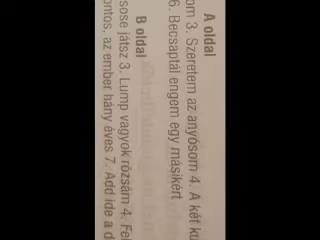 A oldal
om 3. Szeretem az anyósom 4. A két ku
6. Becsaptál engem egy másikért
B oldal
sose játsz 3. Lump vagyok rózsám 4. Fel
ontos, az ember hány éves 7. Add ide a d